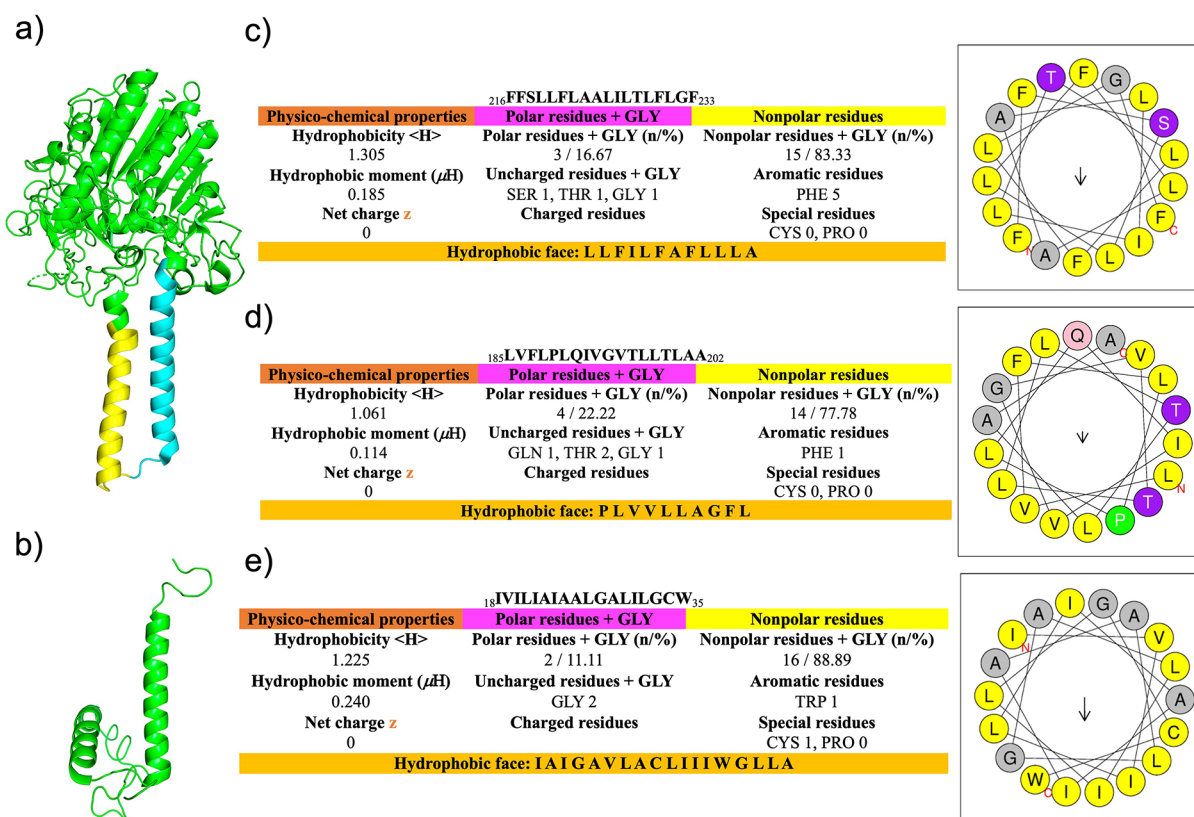 a)
b)
c)
216FFSLLFLAALILTLFLGF233
Physico-chemical properties Polar residues + GLY Nonpolar residues
Hydrophobicity <H> Polar residues + GLY (n/%) Nonpolar residues + GLY (n/%)
1.305 3 / 16.67 15 / 83.33
Hydrophobic moment (μH) Uncharged residues + GLY Aromatic residues
0.185 SER 1, THR 1, GLY 1 PHE 5
Net charge z Charged residues Special residues
0 CYS 0, PRO 0
Hydrophobic face: L L F I L F A F L L L A
T F G
F L
A S
L L
L L
L F C
F N A F L I
d)
185LVFLPLQIVGVTLLTLAA202
Physico-chemical properties Polar residues + GLY Nonpolar residues
Hydrophobicity <H> Polar residues + GLY (n/%) Nonpolar residues + GLY (n/%)
1.061 4 / 22.22 14 / 77.78
Hydrophobic moment (μH) Uncharged residues + GLY Aromatic residues
0.114 GLN 1, THR 2, GLY 1 PHE 1
Net charge z Charged residues Special residues
0 CYS 0, PRO 0
Hydrophobic face: P L V V L L A G F L
L Q A C V
F L
G T
A I
L L N
L T
V V L P
e)
18IVILIAIAALGALILGCW35
Physico-chemical properties Polar residues + GLY Nonpolar residues
Hydrophobicity <H> Polar residues + GLY (n/%) Nonpolar residues + GLY (n/%)
1.225 2 / 11.11 16 / 88.89
Hydrophobic moment (μH) Uncharged residues + GLY Aromatic residues
0.240 GLY 2 TRP 1
Net charge z Charged residues Special residues
0 CYS 1, PRO 0
Hydrophobic face: I A I G A V L A C L I I I W G L L A
A I G A
I N V
A L
L A
L C
G L
W C I I I